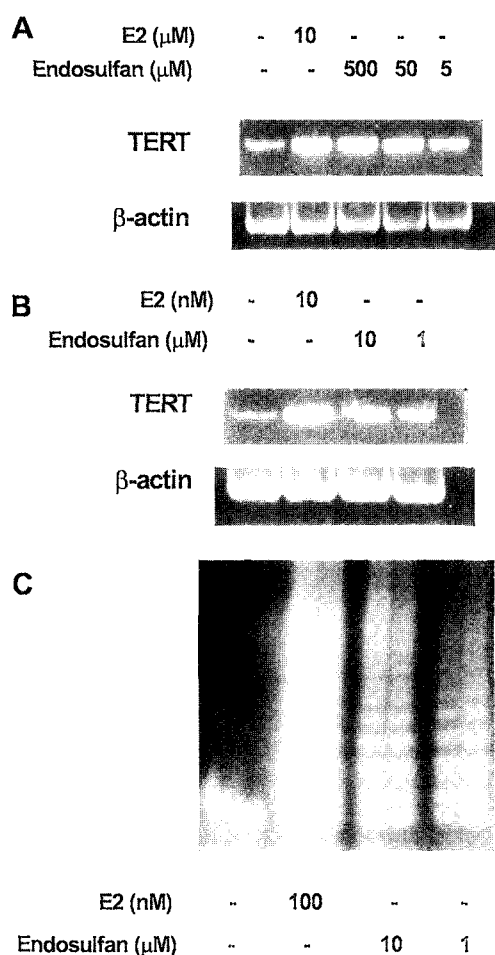 A
E2 (μM) - 10 - - -
Endosulfan (μM) - - 500 50 5
TERT
β-actin
B
E2 (nM) - 10 - -
Endosulfan (μM) - - 10 1
TERT
β-actin
C
E2 (nM) - 100 - -
Endosulfan (μM) - - 10 1